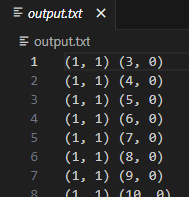 output.txt ×
output.txt
1 (1, 1) (3, 0)
2 (1, 1) (4, 0)
3 (1, 1) (5, 0)
4 (1, 1) (6, 0)
5 (1, 1) (7, 0)
6 (1, 1) (8, 0)
7 (1, 1) (9, 0)
8 (1, 1) (10, 0)